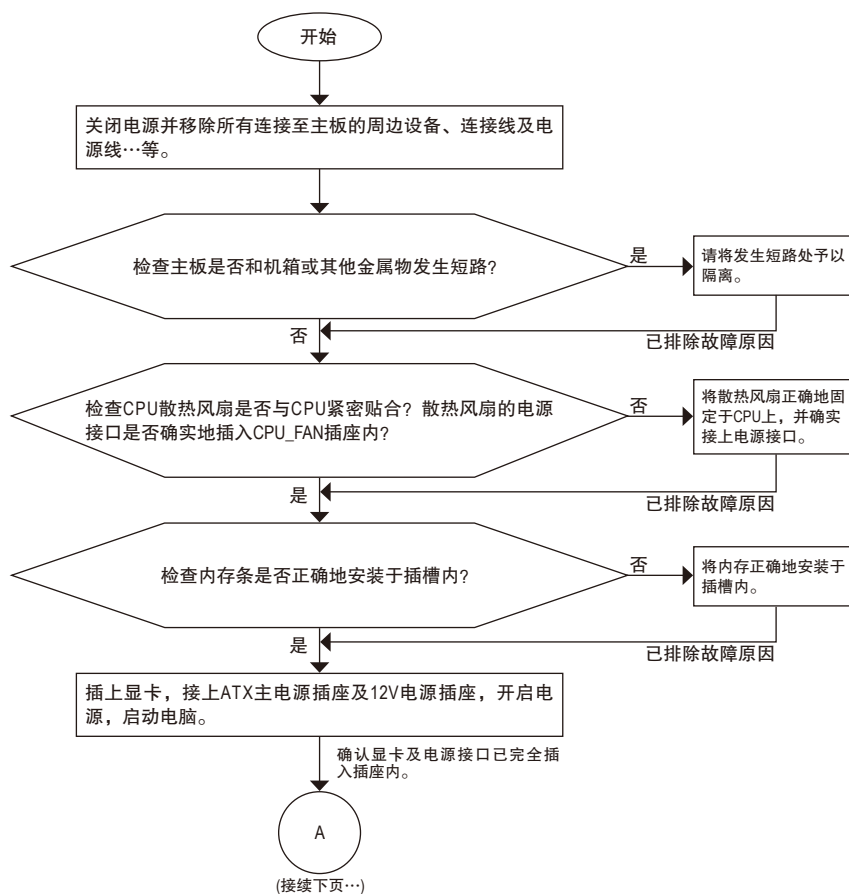 开始
关闭电源并移除所有连接至主板的周边设备、连接线及电
源线…等。
检查主板是否和机箱或其他金属物发生短路?
是
请将发生短路处予以
隔离。
否
已排除故障原因
检查CPU散热风扇是否与CPU紧密贴合? 散热风扇的电源
接口是否确实地插入CPU_FAN插座内?
否
将散热风扇正确地固
定于CPU上, 并确实
接上电源接口。
是
已排除故障原因
检查内存条是否正确地安装于插槽内?
否
将内存正确地安装于
插槽内。
是
已排除故障原因
插上显卡, 接上ATX主电源插座及12V电源插座, 开启电
源, 启动电脑。
确认显卡及电源接口已完全插
入插座内。
A
(接续下页…)